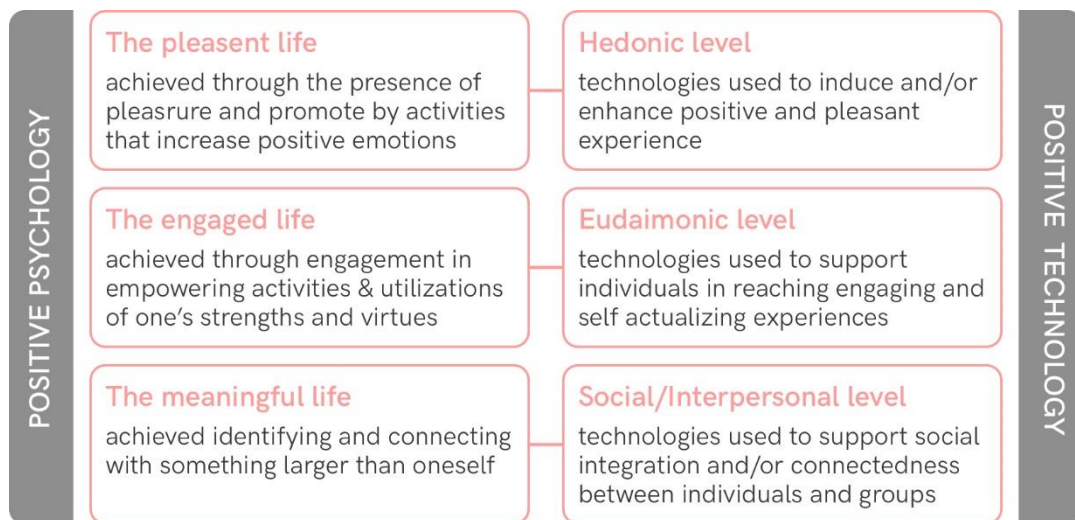 POSITIVE PSYCHOLOGY
The pleasent life
achieved through the presence of
pleasrure and promote by activities
that increase positive emotions
Hedonic level
technologies used to induce and/or
enhance positive and pleasant
experience
The engaged life
achieved through engagement in
empowering activities & utilizations
of one's strengths and virtues
Eudaimonic level
technologies used to support
individuals in reaching engaging and
self actualizing experiences
The meaningful life
achieved identifying and connecting
with something larger than oneself
Social/Interpersonal level
technologies used to support social
integration and/or connectedness
between individuals and groups
POSITIVE TECHNOLOGY